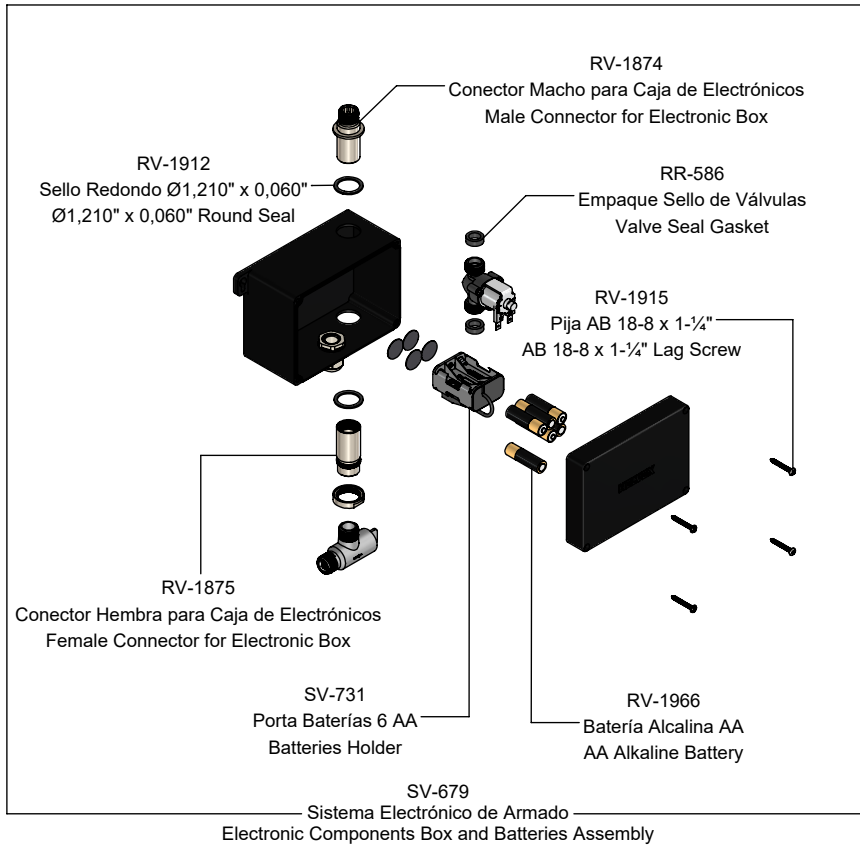 RV-1874
Conector Macho para Caja de Electrónicos
Male Connector for Electronic Box
RV-1912
Sello Redondo Ø1,210" x 0,060"
Ø1,210" x 0,060" Round Seal
RR-586
Empaque Sello de Válvulas
Valve Seal Gasket
RV-1915
Pija AB 18-8 x 1-¼"
AB 18-8 x 1-¼" Lag Screw
RV-1875
Conector Hembra para Caja de Electrónicos
Female Connector for Electronic Box
SV-731
Porta Baterías 6 AA
Batteries Holder
RV-1966
Batería Alcalina AA
AA Alkaline Battery
SV-679
Sistema Electrónico de Armado
Electronic Components Box and Batteries Assembly